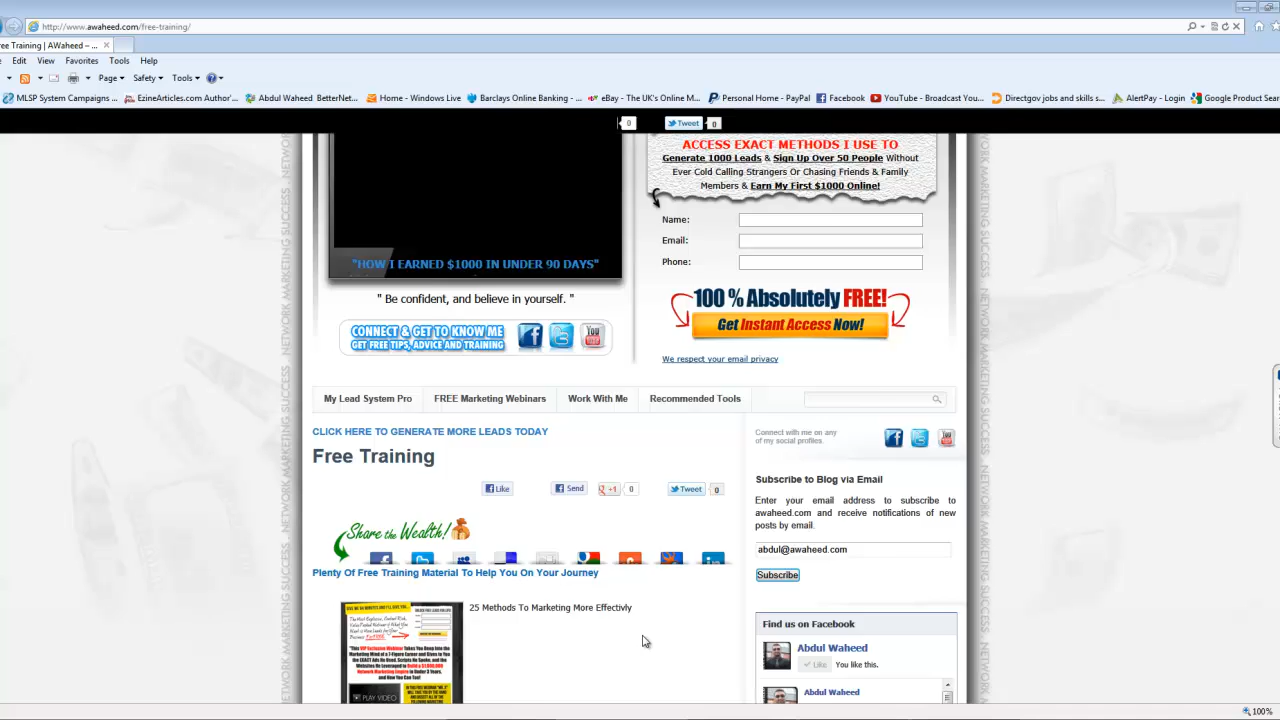 http://www.awaheed.com/free-training/
ree Training | AWaheed – ...
Edit View Favorites Tools Help
Page Safety Tools
MLSP System Campaigns ... EzineArticles.com Author'... Abdul Waheed BetterNet... Home - Windows Live Barclays Online Banking - ... eBay - The UK's Online M... Personal Home - PayPal Facebook YouTube - Broadcast You... Directgov jobs and skills s... AlertPay - Login Google Product Sear
0 Tweet 0
ACCESS EXACT METHODS I USE TO
Generate 1000 Leads & Sign Up Over 50 People Without
Ever Cold Calling Strangers Or Chasing Friends & Family
Members & Earn My First $1000 Online!
Name:
Email:
Phone:
"HOW I EARNED $1000 IN UNDER 90 DAYS"
" Be confident, and believe in yourself. "
100 % Absolutely FREE!
Get Instant Access Now!
CONNECT & GET TO KNOW ME
GET FREE TIPS, ADVICE AND TRAINING
You
We respect your email privacy
NETWORK MARKETING SUCCESS.
My Lead System Pro FREE Marketing Webinars Work With Me Recommended Tools
CLICK HERE TO GENERATE MORE LEADS TODAY
Free Training
Like Send +1 0 Tweet 0
Share the Wealth!
Plenty Of Free Training Material To Help You On Your Journey
25 Methods To Marketing More Effectivly
PLAY VIDEO
Connect with me on any
of my social profiles.
You
Subscribe to Blog via Email
Enter your email address to subscribe to
awaheed.com and receive notifications of new
posts by email.
abdul@awaheed.com
Subscribe
Find us on Facebook
Abdul Waheed
Like You like this.
Abdul Waheed
100%